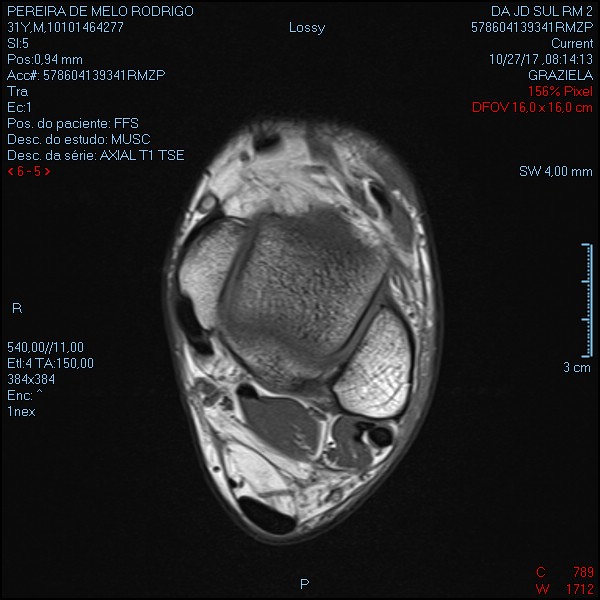 PEREIRA DE MELO RODRIGO
31Y,M,10101464277
Sl:5
Pos:0,94 mm
Acc#: 578604139341RMZP
Tra
Ec:1
Pos. do paciente: FFS
Desc. do estudo: MUSC
Desc. da série: AXIAL T1 TSE
< 6 - 5 >
Lossy
DA JD SUL RM 2
578604139341RMZP
Current
10/27/17 ,08:14:13
GRAZIELA
156% Pixel
DFOV 16,0 x 16,0 cm
SW 4,00 mm
R
3 cm
540,00//11,00
Etl:4 TA:150,00
384x384
Enc: ^
1nex
P
C 789
W 1712